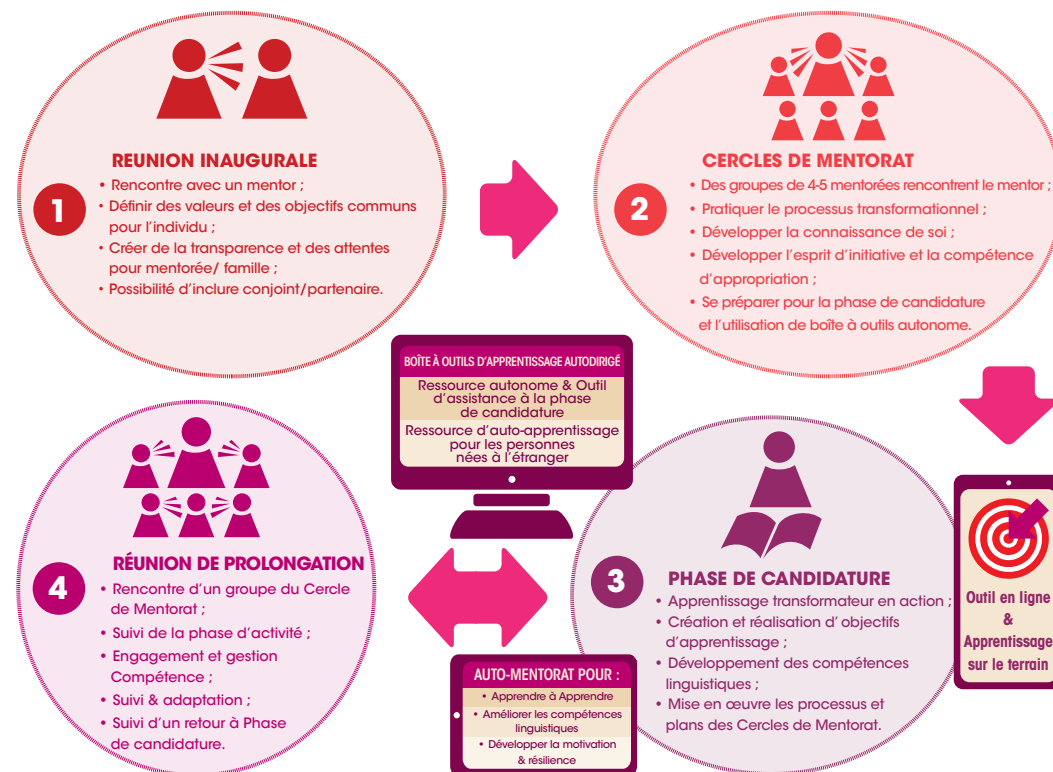 REUNION INAUGURALE
1
• Rencontre avec un mentor ;
• Définir des valeurs et des objectifs communs
pour l'individu ;
• Créer de la transparence et des attentes
pour mentorée/ famille ;
• Possibilité d'inclure conjoint/partenaire.
CERCLES DE MENTORAT
2
• Des groupes de 4-5 mentorées rencontrent le mentor ;
• Pratiquer le processus transformationnel ;
• Développer la connaissance de soi ;
• Développer l'esprit d'initiative et la compétence
d'appropriation ;
• Se préparer pour la phase de candidature
et l'utilisation de boîte à outils autonome.
BOÎTE À OUTILS D'APPRENTISSAGE AUTODIRIGÉ
Ressource autonome & Outil
d'assistance à la phase
de candidature
Ressource d'auto-apprentissage
pour les personnes
nées à l'étranger
Outil en ligne
&
Apprentissage
sur le terrain
PHASE DE CANDIDATURE
3
• Apprentissage transformateur en action ;
• Création et réalisation d' objectifs
d'apprentissage ;
• Développement des compétences
linguistiques ;
• Mise en œuvre les processus et
plans des Cercles de Mentorat.
AUTO-MENTORAT POUR :
• Apprendre à Apprendre
• Améliorer les compétences
linguistiques
• Développer la motivation
& résilience
RÉUNION DE PROLONGATION
4
• Rencontre d'un groupe du Cercle
de Mentorat ;
• Suivi de la phase d'activité ;
• Engagement et gestion
Compétence ;
• Suivi & adaptation ;
• Suivi d'un retour à Phase
de candidature.